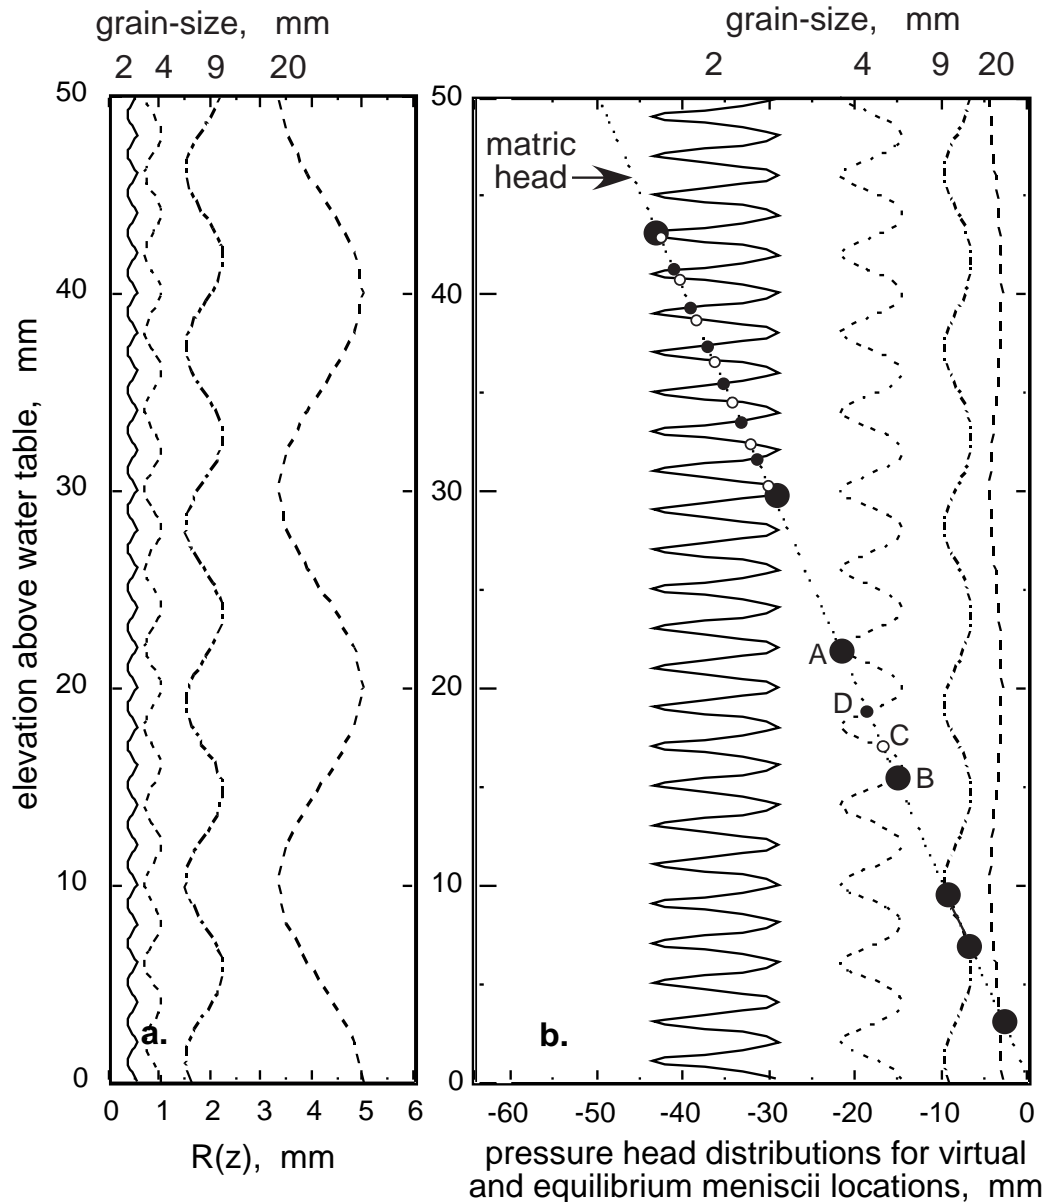 grain-size, mm
2 4 9 20
grain-size, mm
2 4 9 20
elevation above water table, mm
50
40
30
20
10
0
a.
0 1 2 3 4 5 6
R(z), mm
50
40
30
20
10
0
matric
head
A
D
C
B
b.
-60 -50 -40 -30 -20 -10 0
pressure head distributions for virtual
and equilibrium meniscii locations, mm